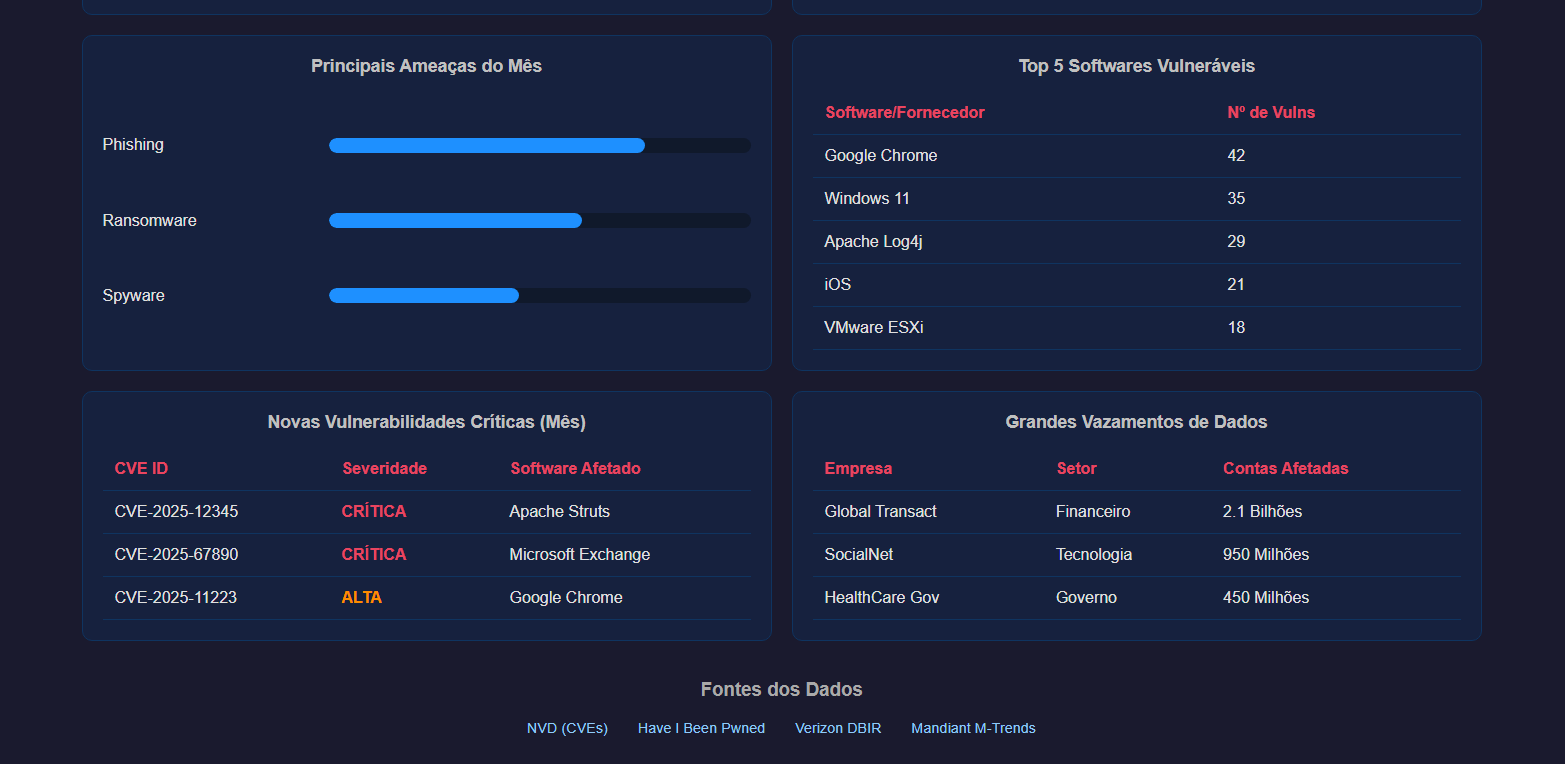 Principais Ameaças do Mês
Phishing
Ransomware
Spyware
Top 5 Softwares Vulneráveis
Software/Fornecedor Nº de Vulns
Google Chrome 42
Windows 11 35
Apache Log4j 29
iOS 21
VMware ESXi 18
Novas Vulnerabilidades Críticas (Mês)
CVE ID Severidade Software Afetado
CVE-2025-12345 CRÍTICA Apache Struts
CVE-2025-67890 CRÍTICA Microsoft Exchange
CVE-2025-11223 ALTA Google Chrome
Grandes Vazamentos de Dados
Empresa Setor Contas Afetadas
Global Transact Financeiro 2.1 Bilhões
SocialNet Tecnologia 950 Milhões
HealthCare Gov Governo 450 Milhões
Fontes dos Dados
NVD (CVEs) Have I Been Pwned Verizon DBIR Mandiant M-Trends